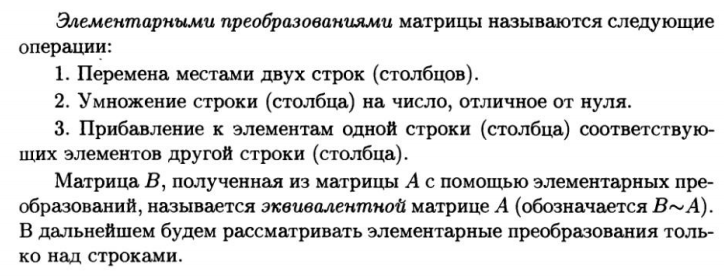 Элементарными преобразованиями матрицы называются следующие
операции:
1. Перемена местами двух строк (столбцов).
2. Умножение строки (столбца) на число, отличное от нуля.
3. Прибавление к элементам одной строки (столбца) соответствую-
щих элементов другой строки (столбца).
Матрица B, полученная из матрицы A с помощью элементарных пре-
образований, называется эквивалентной матрице A (обозначается B∼A).
В дальнейшем будем рассматривать элементарные преобразования толь-
ко над строками.